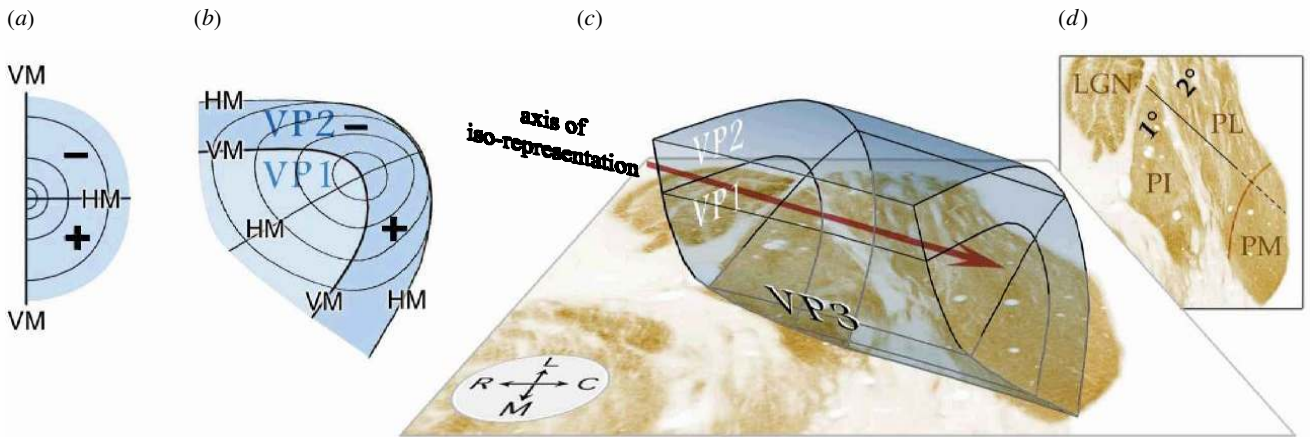 (a)
(b)
(c)
(d)
VM
−
HM
+
VM
HM
VP2 −
VM
VP1
HM
+
VM
HM
axis of
iso-representation
VP2
VP1
VP3
L
R C
M
LGN
2°
1°
PL
PI
PM